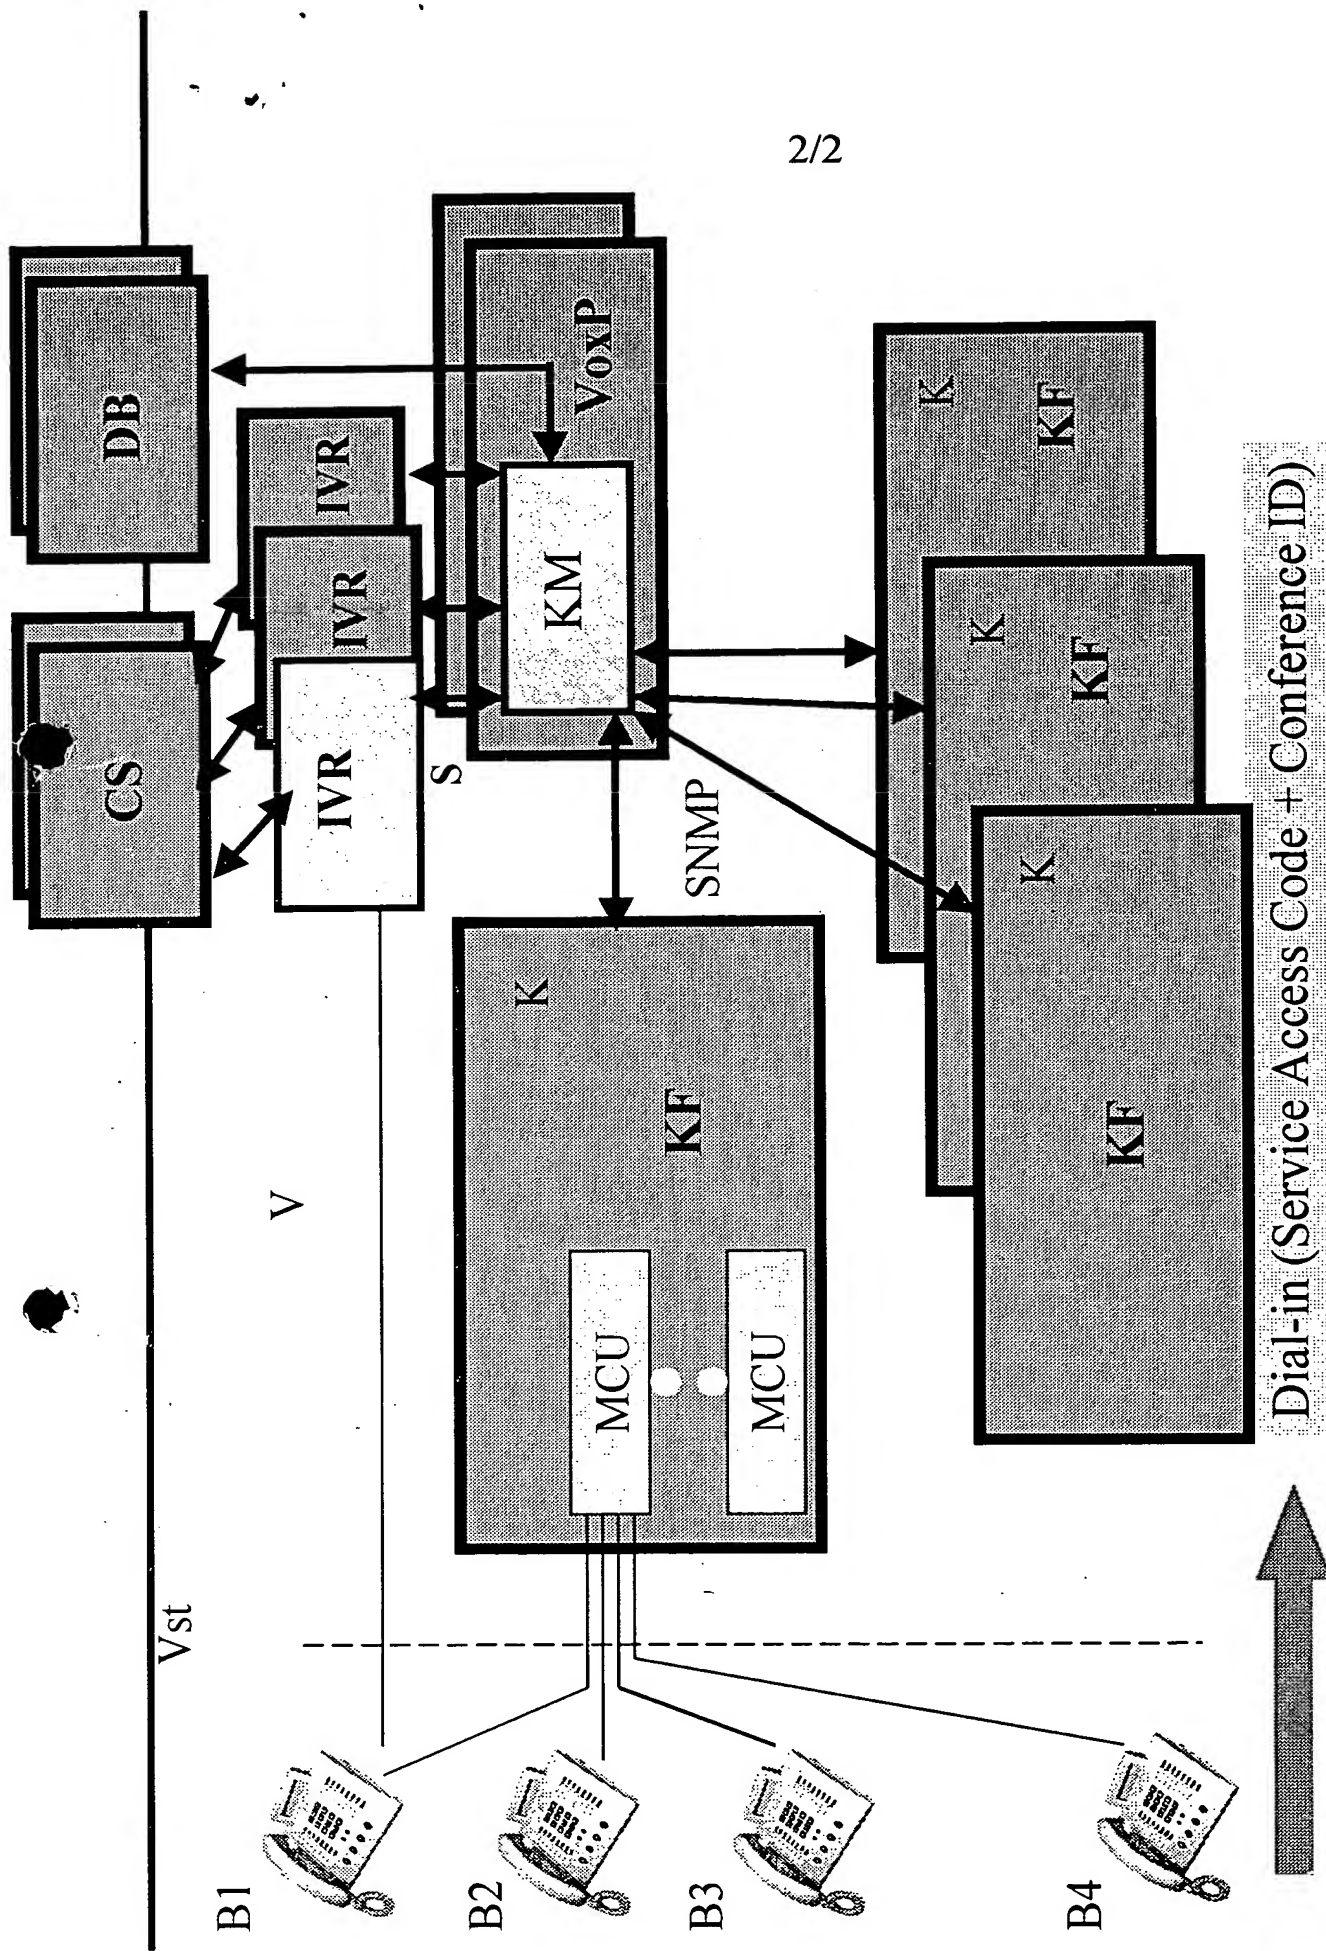 2/2
Vst
CS
DB
V
IVR
IVR
IVR
S
B1
B2
B3
B4
K
KF
MCU
MCU
SNMP
KM
VoxP
K
KF
K
KF
K
KF
Dial-in (Service Access Code + Conference ID)